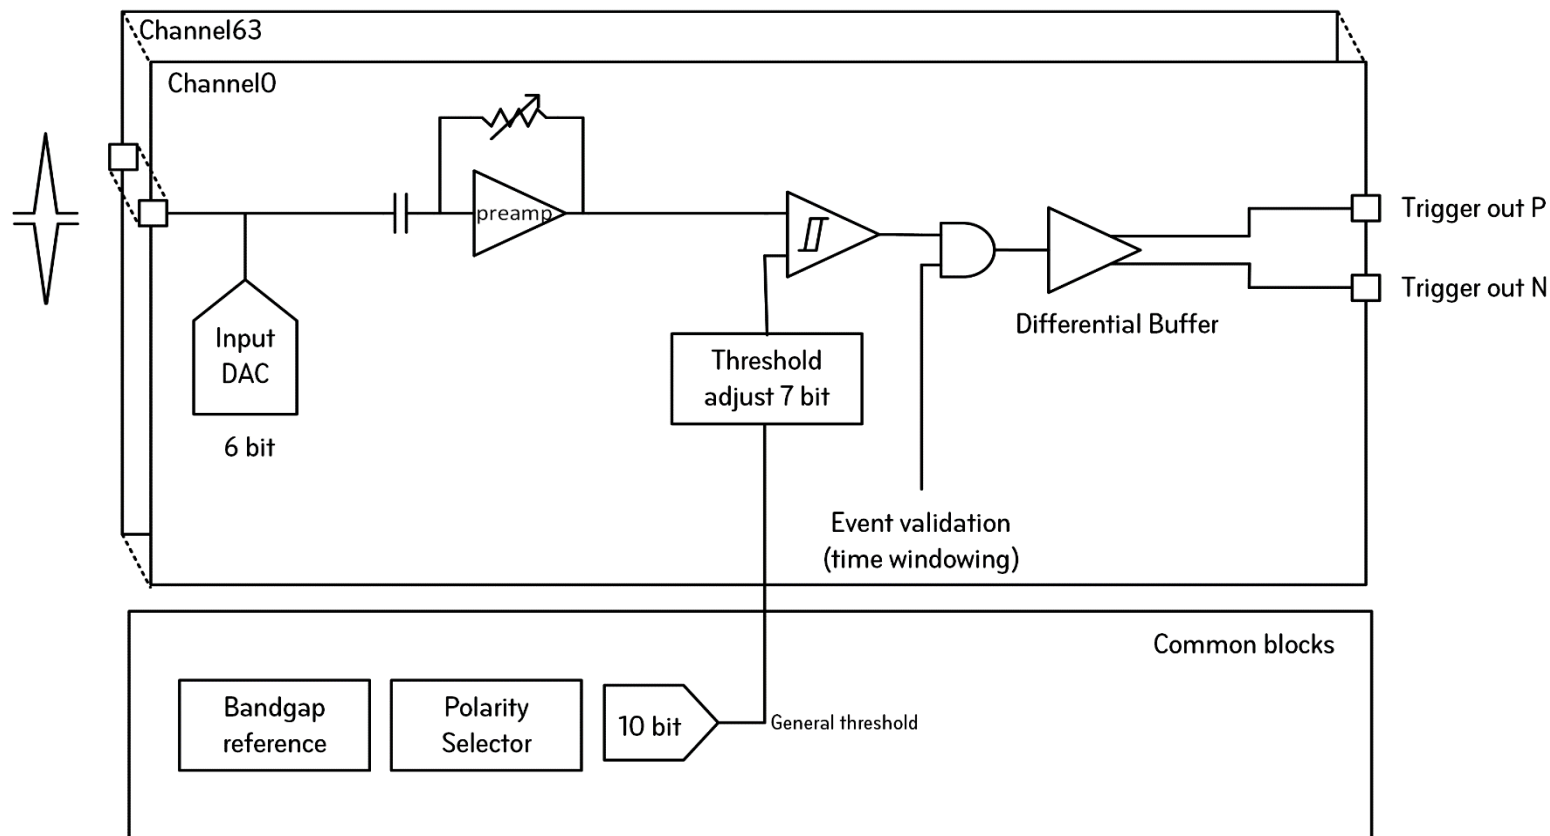 Channel63
Channel0
preamp
Trigger out P
Trigger out N
Differential Buffer
Input
DAC
6 bit
Threshold
adjust 7 bit
Event validation
(time windowing)
Common blocks
Bandgap
reference
Polarity
Selector
10 bit
General threshold